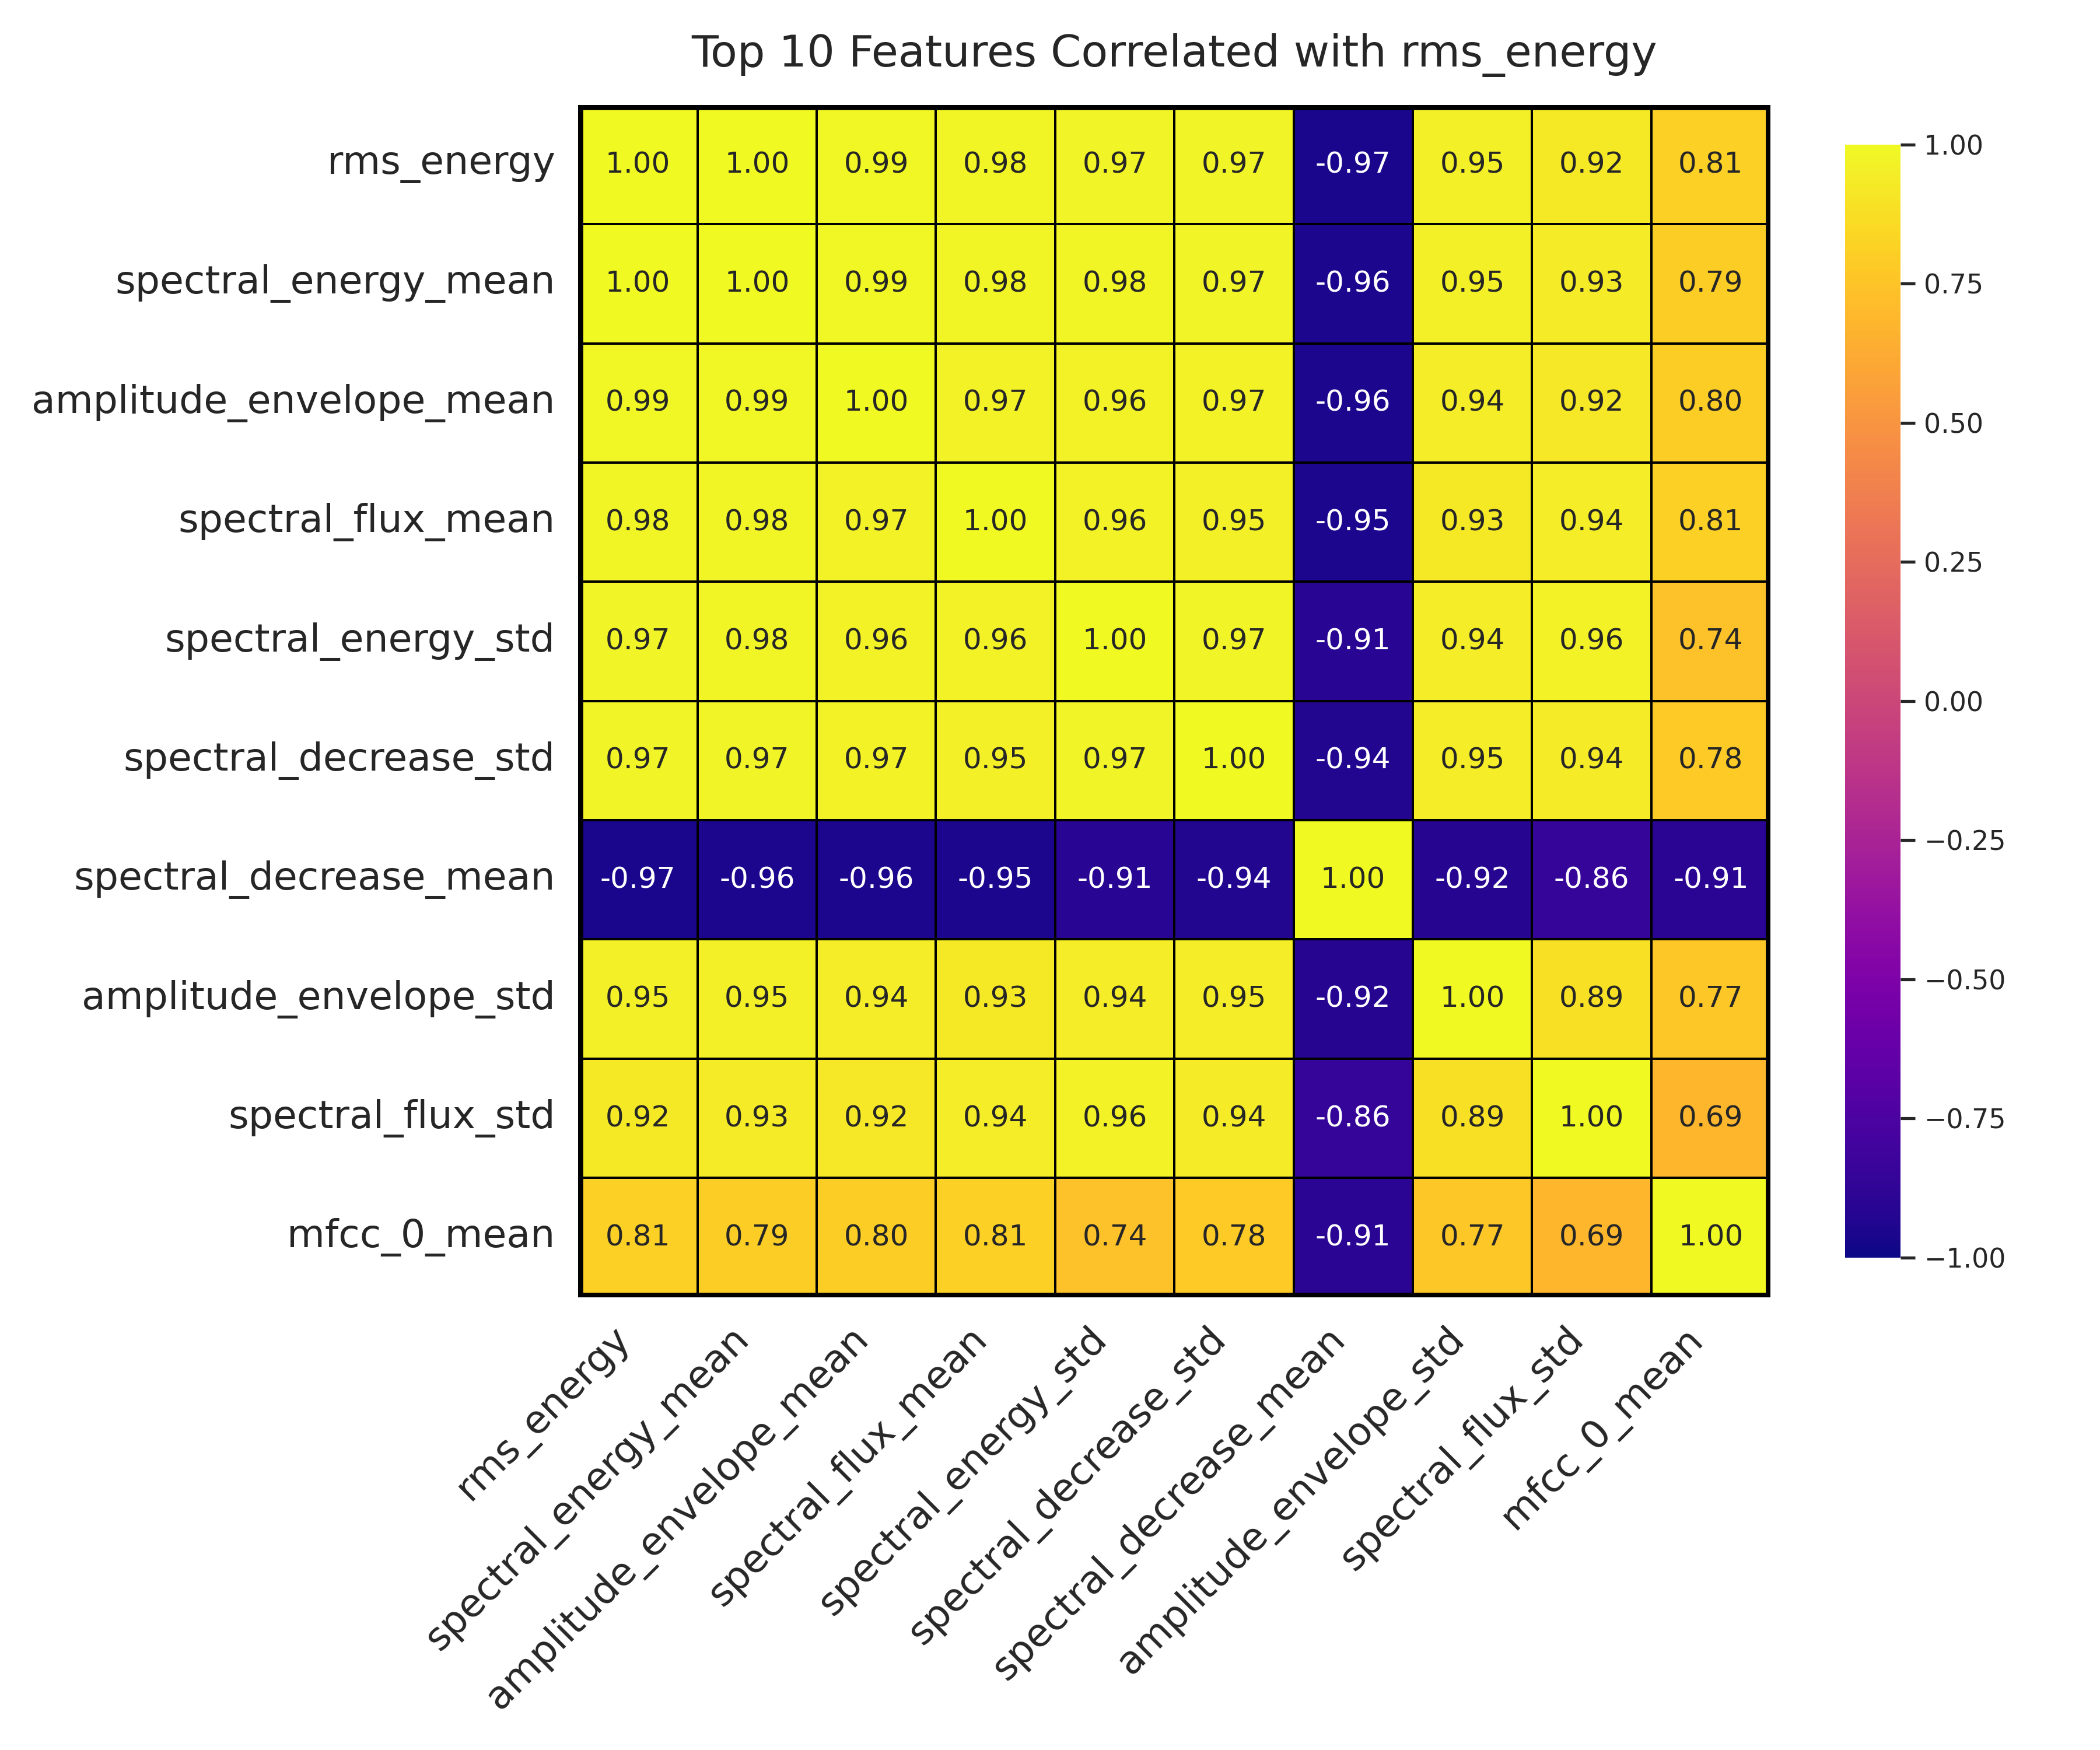 Top 10 Features Correlated with rms_energy
rms_energy 1.00 1.00 0.99 0.98 0.97 0.97 -0.97 0.95 0.92 0.81
spectral_energy_mean 1.00 1.00 0.99 0.98 0.98 0.97 -0.96 0.95 0.93 0.79
amplitude_envelope_mean 0.99 0.99 1.00 0.97 0.96 0.97 -0.96 0.94 0.92 0.80
spectral_flux_mean 0.98 0.98 0.97 1.00 0.96 0.95 -0.95 0.93 0.94 0.81
spectral_energy_std 0.97 0.98 0.96 0.96 1.00 0.97 -0.91 0.94 0.96 0.74
spectral_decrease_std 0.97 0.97 0.97 0.95 0.97 1.00 -0.94 0.95 0.94 0.78
spectral_decrease_mean -0.97 -0.96 -0.96 -0.95 -0.91 -0.94 1.00 -0.92 -0.86 -0.91
amplitude_envelope_std 0.95 0.95 0.94 0.93 0.94 0.95 -0.92 1.00 0.89 0.77
spectral_flux_std 0.92 0.93 0.92 0.94 0.96 0.94 -0.86 0.89 1.00 0.69
mfcc_0_mean 0.81 0.79 0.80 0.81 0.74 0.78 -0.91 0.77 0.69 1.00
rms_energy
spectral_energy_mean
amplitude_envelope_mean
spectral_flux_mean
spectral_energy_std
spectral_decrease_std
spectral_decrease_mean
amplitude_envelope_std
spectral_flux_std
mfcc_0_mean
1.00
0.75
0.50
0.25
0.00
−0.25
−0.50
−0.75
−1.00